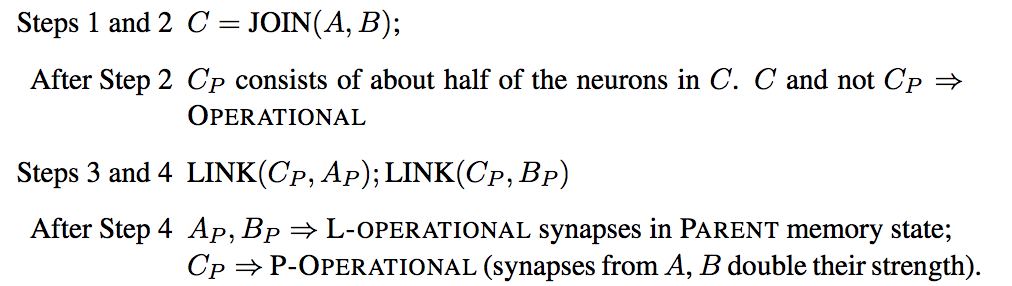 Steps 1 and 2 C = JOIN(A, B);
After Step 2 C_P consists of about half of the neurons in C. C and not C_P ⇒
OPERATIONAL
Steps 3 and 4 LINK(C_P, A_P); LINK(C_P, B_P)
After Step 4 A_P, B_P ⇒ L-OPERATIONAL synapses in PARENT memory state;
C_P ⇒ P-OPERATIONAL (synapses from A, B double their strength).